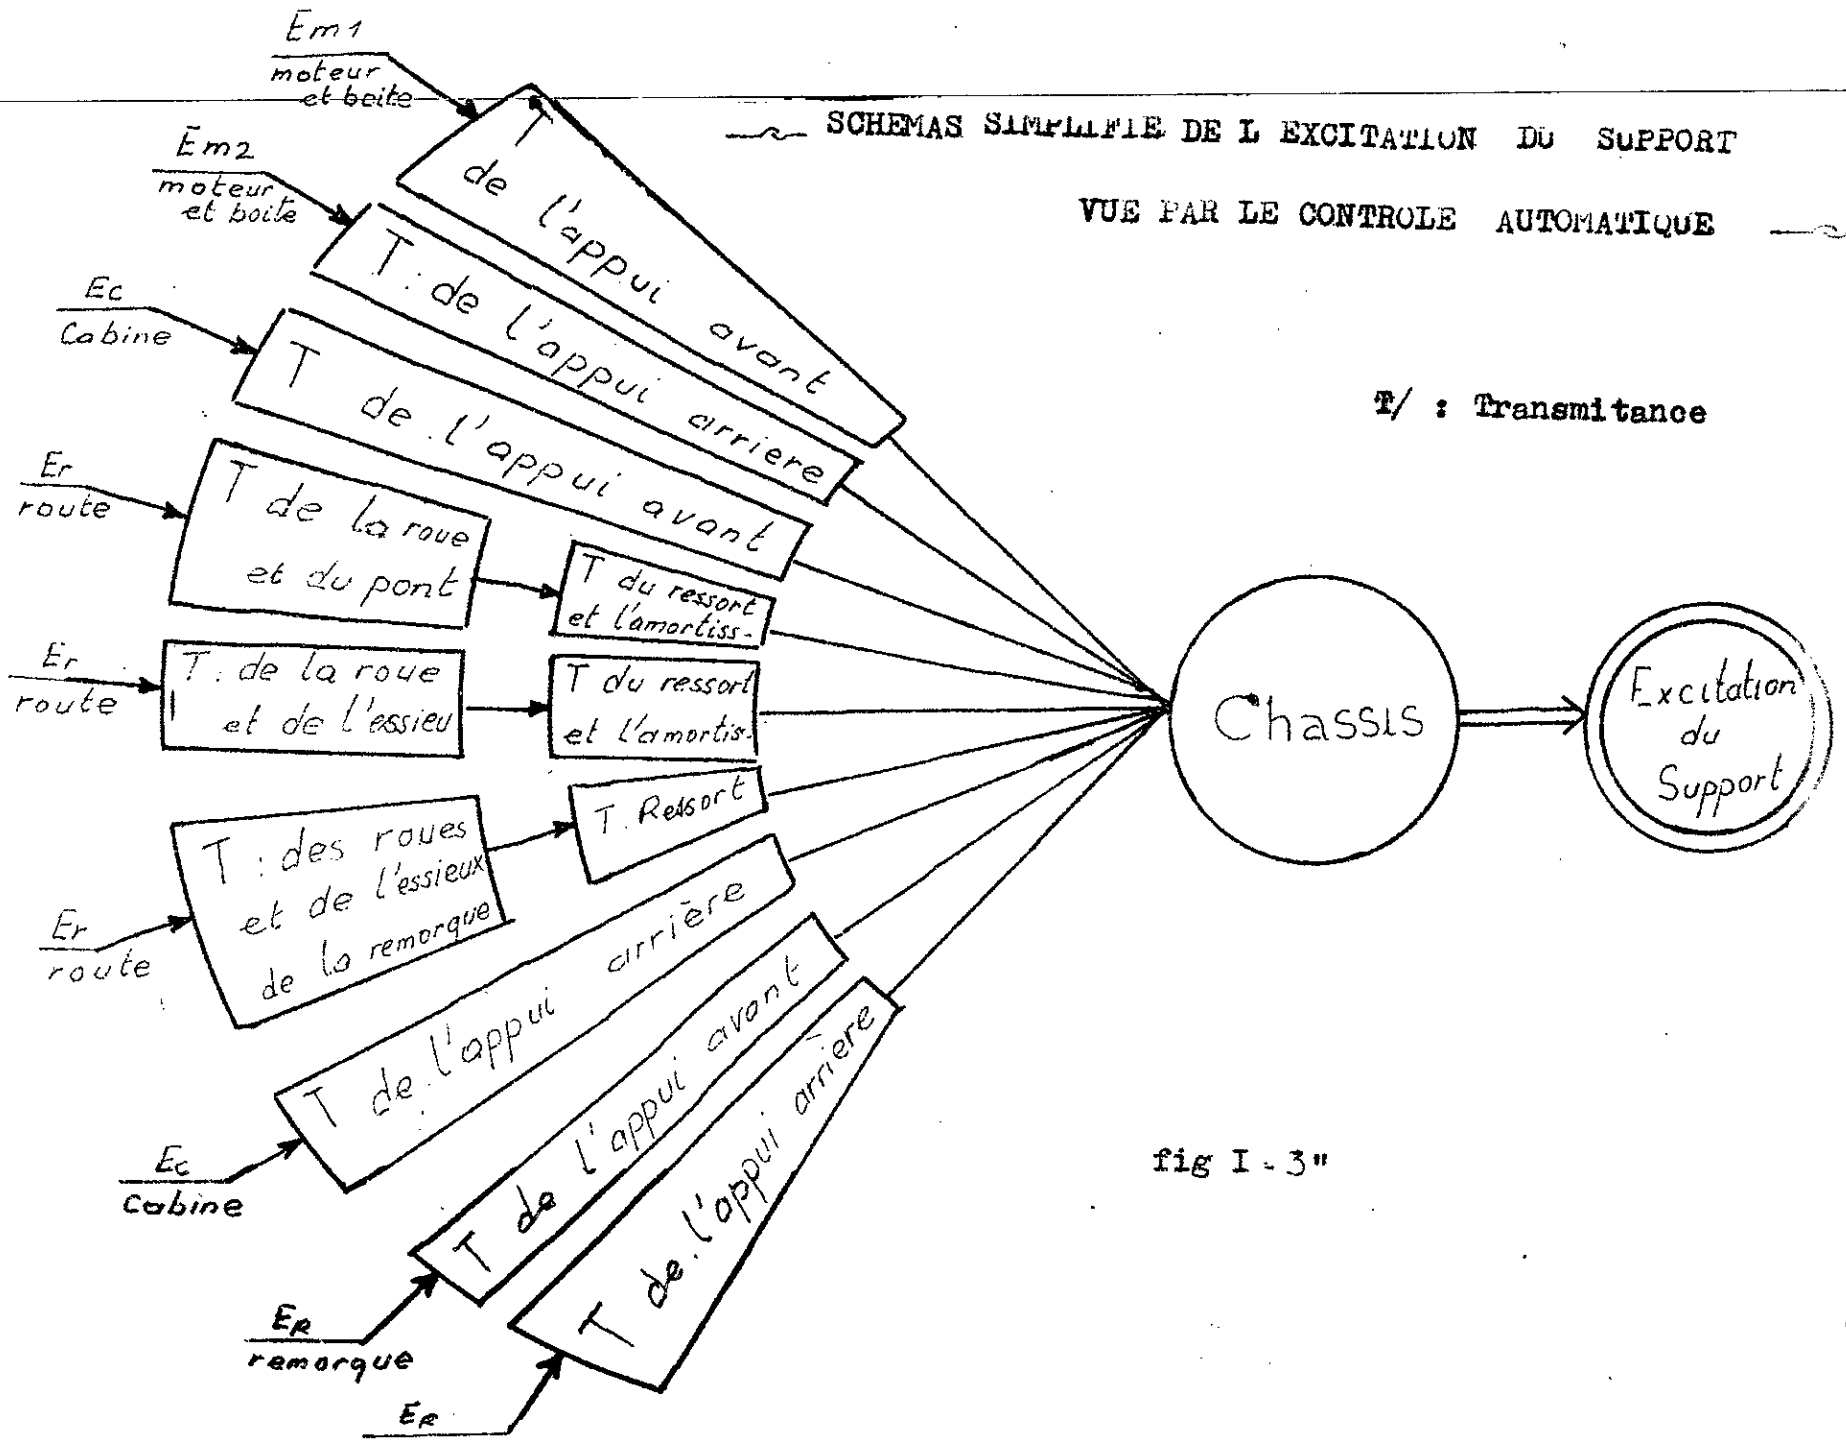 SCHEMAS SIMPLIFIE DE L EXCITATION DU SUPPORT
VUE PAR LE CONTROLE AUTOMATIQUE
T/ : Transmitance
Em1
moteur
et boite
T
de l'appui avant
Em2
moteur
et boite
T : de l'appui arriere
Ec
Cabine
T de l'appui avant
Er
route
T de la roue
et du pont
T du ressort
et l'amortiss-
Er
route
T : de la roue
et de l'essieu
T du ressort
et l'amortis-
Er
route
T : des roues
et de l'essieux
de la remorque
T. Ressort
Ec
Cabine
T de l'appui arrière
ER
remorque
T de l'appui avant
ER
T de l'appui arrière
Chassis
Excitation
du
Support
fig I-3"